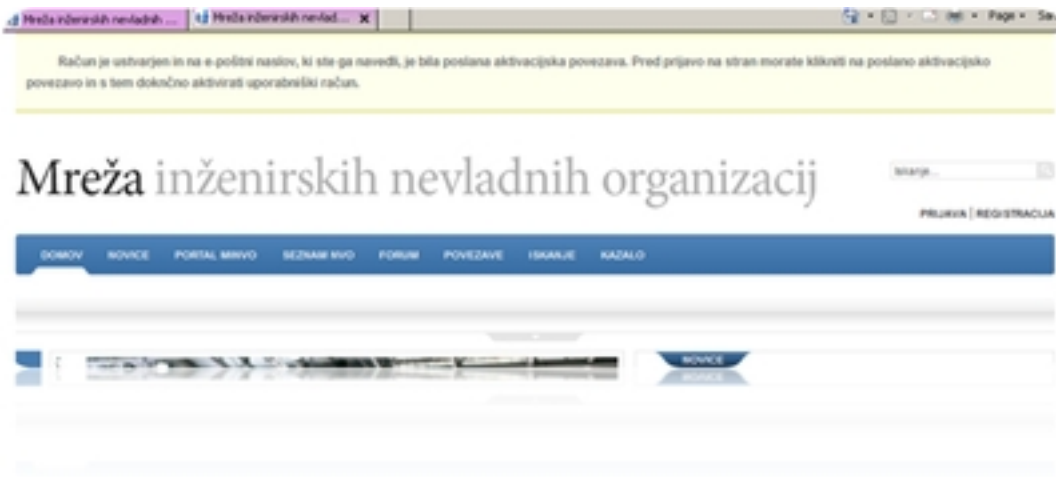 Mreža inženirskih nevladnih ...
Mreža inženirskih nevlad...
Page
Račun je ustvarjen in na e-poštni naslov, ki ste ga navedli, je bila poslana aktivacijska povezava. Pred prijavo na stran morate klikniti na poslano aktivacijsko
povezavo in s tem doknčno aktivirati uporabniški račun.
Mreža inženirskih nevladnih organizacij
Iskanje...
PRIJAVA | REGISTRACIJA
DOMOV NOVICE PORTAL MINVO SEZNAM NVO FORUM POVEZAVE ISKANJE KAZALO
NOVICE